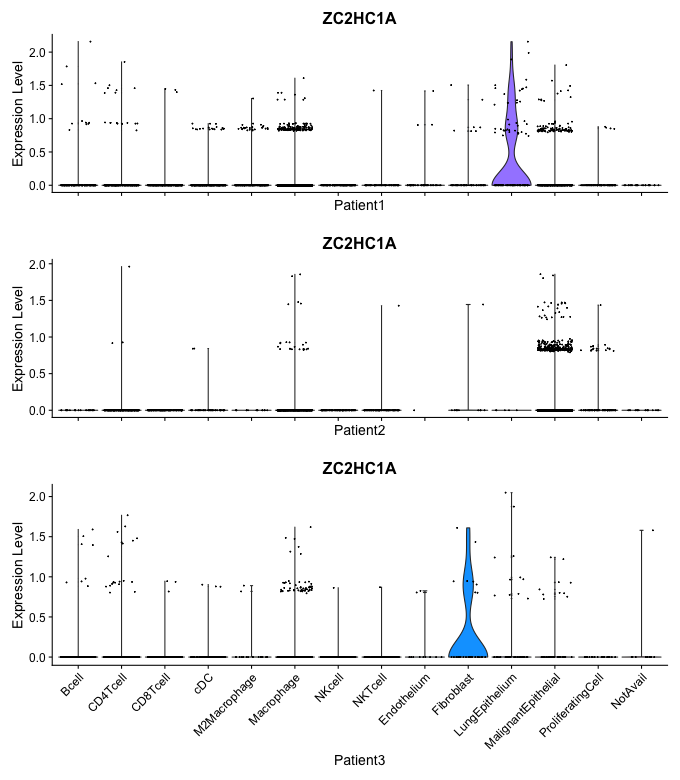 ZC2HC1A
Expression Level
2.0
1.5
1.0
0.5
0.0
Patient1
ZC2HC1A
Expression Level
2.0
1.5
1.0
0.5
0.0
Patient2
ZC2HC1A
Expression Level
2.0
1.5
1.0
0.5
0.0
Bcell
CD4Tcell
CD8Tcell
cDC
M2Macrophage
Macrophage
NKcell
NKTcell
Endothelium
Fibroblast
LungEpithelium
MalignantEpithelial
ProliferatingCell
NotAvail
Patient3